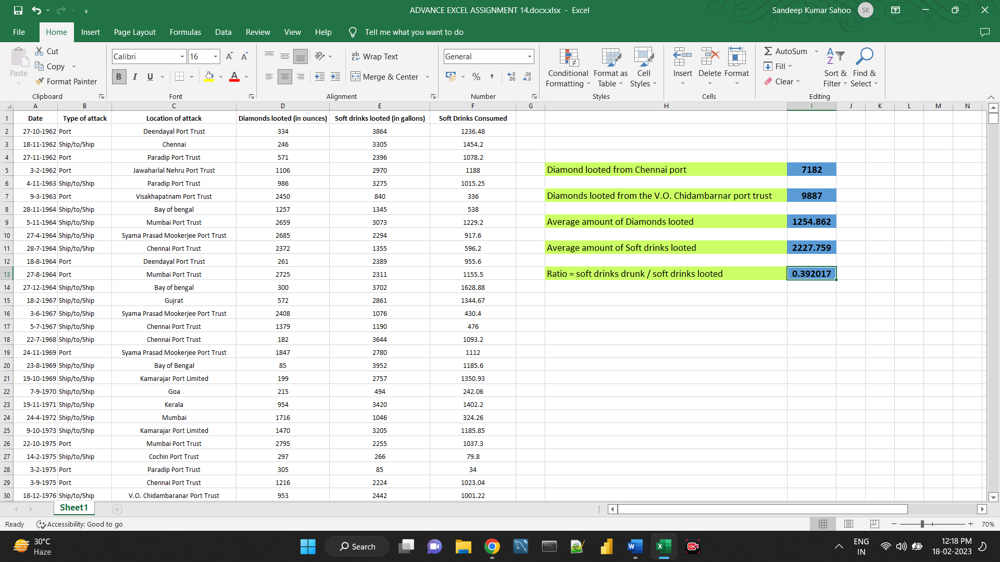 ADVANCE EXCEL ASSIGNMENT 14.docx.xlsx - Excel
Sandeep Kumar Sahoo SK
File Home Insert Page Layout Formulas Data Review View Help Tell me what you want to do
Paste
Cut
Copy
Format Painter
Clipboard
Calibri 16
B I U
Font
Wrap Text
Merge & Center
Alignment
General
Number
Conditional Formatting
Format as Table
Cell Styles
Styles
Insert Delete Format
Cells
AutoSum
Fill
Clear
Sort & Filter
Find & Select
Editing
A B C D E F G H I J K L M N
1 Date Type of attack Location of attack Diamonds looted (in ounces) Soft drinks looted (in gallons) Soft Drinks Consumed
2 27-10-1962 Port Deendayal Port Trust 334 3864 1236.48
3 18-11-1962 Ship/to/Ship Chennai 246 3305 1454.2
4 27-11-1962 Port Paradip Port Trust 571 2396 1078.2
5 3-2-1962 Port Jawaharlal Nehru Port Trust 1106 2970 1188 Diamond looted from Chennai port 7182
6 4-11-1963 Ship/to/Ship Paradip Port Trust 986 3275 1015.25
7 9-3-1963 Port Visakhapatnam Port Trust 2450 840 336 Diamonds looted from the V.O. Chidambarnar port trust 9887
8 28-11-1964 Ship/to/Ship Bay of bengal 1257 1345 538
9 5-11-1964 Ship/to/Ship Mumbai Port Trust 2659 3073 1229.2 Average amount of Diamonds looted 1254.862
10 27-4-1964 Ship/to/Ship Syama Prasad Mookerjee Port Trust 2685 2294 917.6
11 28-7-1964 Ship/to/Ship Chennai Port Trust 2372 1355 596.2 Average amount of Soft drinks looted 2227.759
12 18-8-1964 Port Deendayal Port Trust 261 2389 955.6
13 27-8-1964 Port Mumbai Port Trust 2725 2311 1155.5 Ratio = soft drinks drunk / soft drinks looted 0.392017
14 27-12-1964 Ship/to/Ship Bay of bengal 300 3702 1628.88
15 18-2-1967 Ship/to/Ship Gujrat 572 2861 1344.67
16 3-6-1967 Ship/to/Ship Syama Prasad Mookerjee Port Trust 2408 1076 430.4
17 5-7-1967 Ship/to/Ship Chennai Port Trust 1379 1190 476
18 22-7-1968 Ship/to/Ship Chennai Port Trust 182 3644 1093.2
19 24-11-1969 Port Syama Prasad Mookerjee Port Trust 1847 2780 1112
20 23-8-1969 Ship/to/Ship Bay of Bengal 85 3952 1185.6
21 19-10-1969 Ship/to/Ship Kamarajar Port Limited 199 2757 1350.93
22 7-9-1970 Ship/to/Ship Goa 215 494 242.06
23 19-11-1971 Ship/to/Ship Kerala 954 3420 1402.2
24 24-4-1972 Ship/to/Ship Mumbai 1716 1046 324.26
25 9-10-1973 Ship/to/Ship Kamarajar Port Limited 1470 3205 1185.85
26 22-10-1975 Port Mumbai Port Trust 2795 2255 1037.3
27 14-2-1975 Ship/to/Ship Cochin Port Trust 297 266 79.8
28 3-2-1975 Port Paradip Port Trust 305 85 34
29 3-9-1975 Port Chennai Port Trust 1216 2224 1023.04
30 18-12-1976 Ship/to/Ship V.O. Chidambaranar Port Trust 953 2442 1001.22
Sheet1
Ready Accessibility: Good to go 70%
30°C
Haze
Search
ENG
IN
12:18 PM
18-02-2023